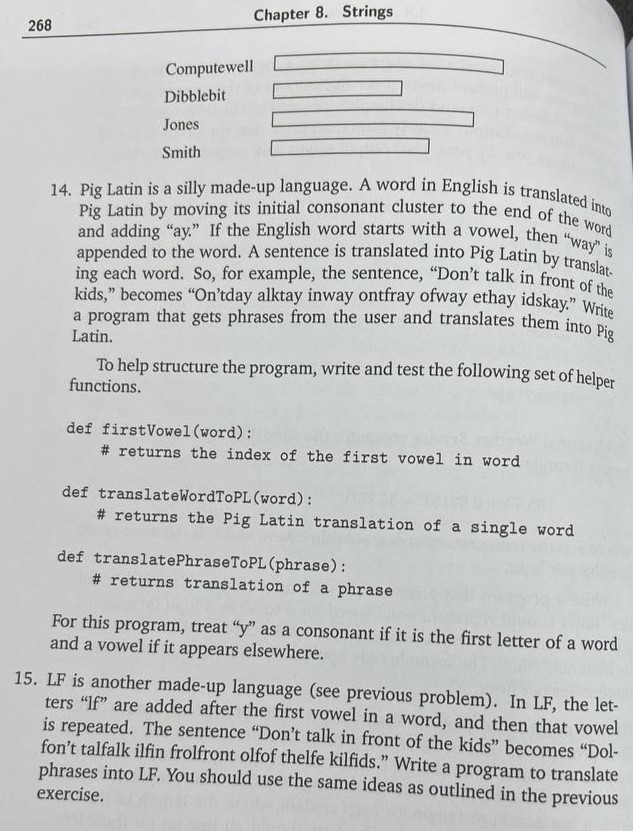 268
Chapter 8. Strings
Computewell
Dibblebit
Jones
Smith
14. Pig Latin is a silly made-up language. A word in English is translated into
Pig Latin by moving its initial consonant cluster to the end of the word
and adding “ay.” If the English word starts with a vowel, then “way” is
appended to the word. A sentence is translated into Pig Latin by translat-
ing each word. So, for example, the sentence, “Don’t talk in front of the
kids,” becomes “On’tday alktay inway ontfray ofway ethay idskay.” Write
a program that gets phrases from the user and translates them into Pig
Latin.
To help structure the program, write and test the following set of helper
functions.
def firstVowel(word):
# returns the index of the first vowel in word
def translateWordToPL(word):
# returns the Pig Latin translation of a single word
def translatePhraseToPL(phrase):
# returns translation of a phrase
For this program, treat “y” as a consonant if it is the first letter of a word
and a vowel if it appears elsewhere.
15. LF is another made-up language (see previous problem). In LF, the let-
ters “lf” are added after the first vowel in a word, and then that vowel
is repeated. The sentence “Don’t talk in front of the kids” becomes “Dol-
fon’t talfalk ilfin frolfront olfof thelfe kilfids.” Write a program to translate
phrases into LF. You should use the same ideas as outlined in the previous
exercise.